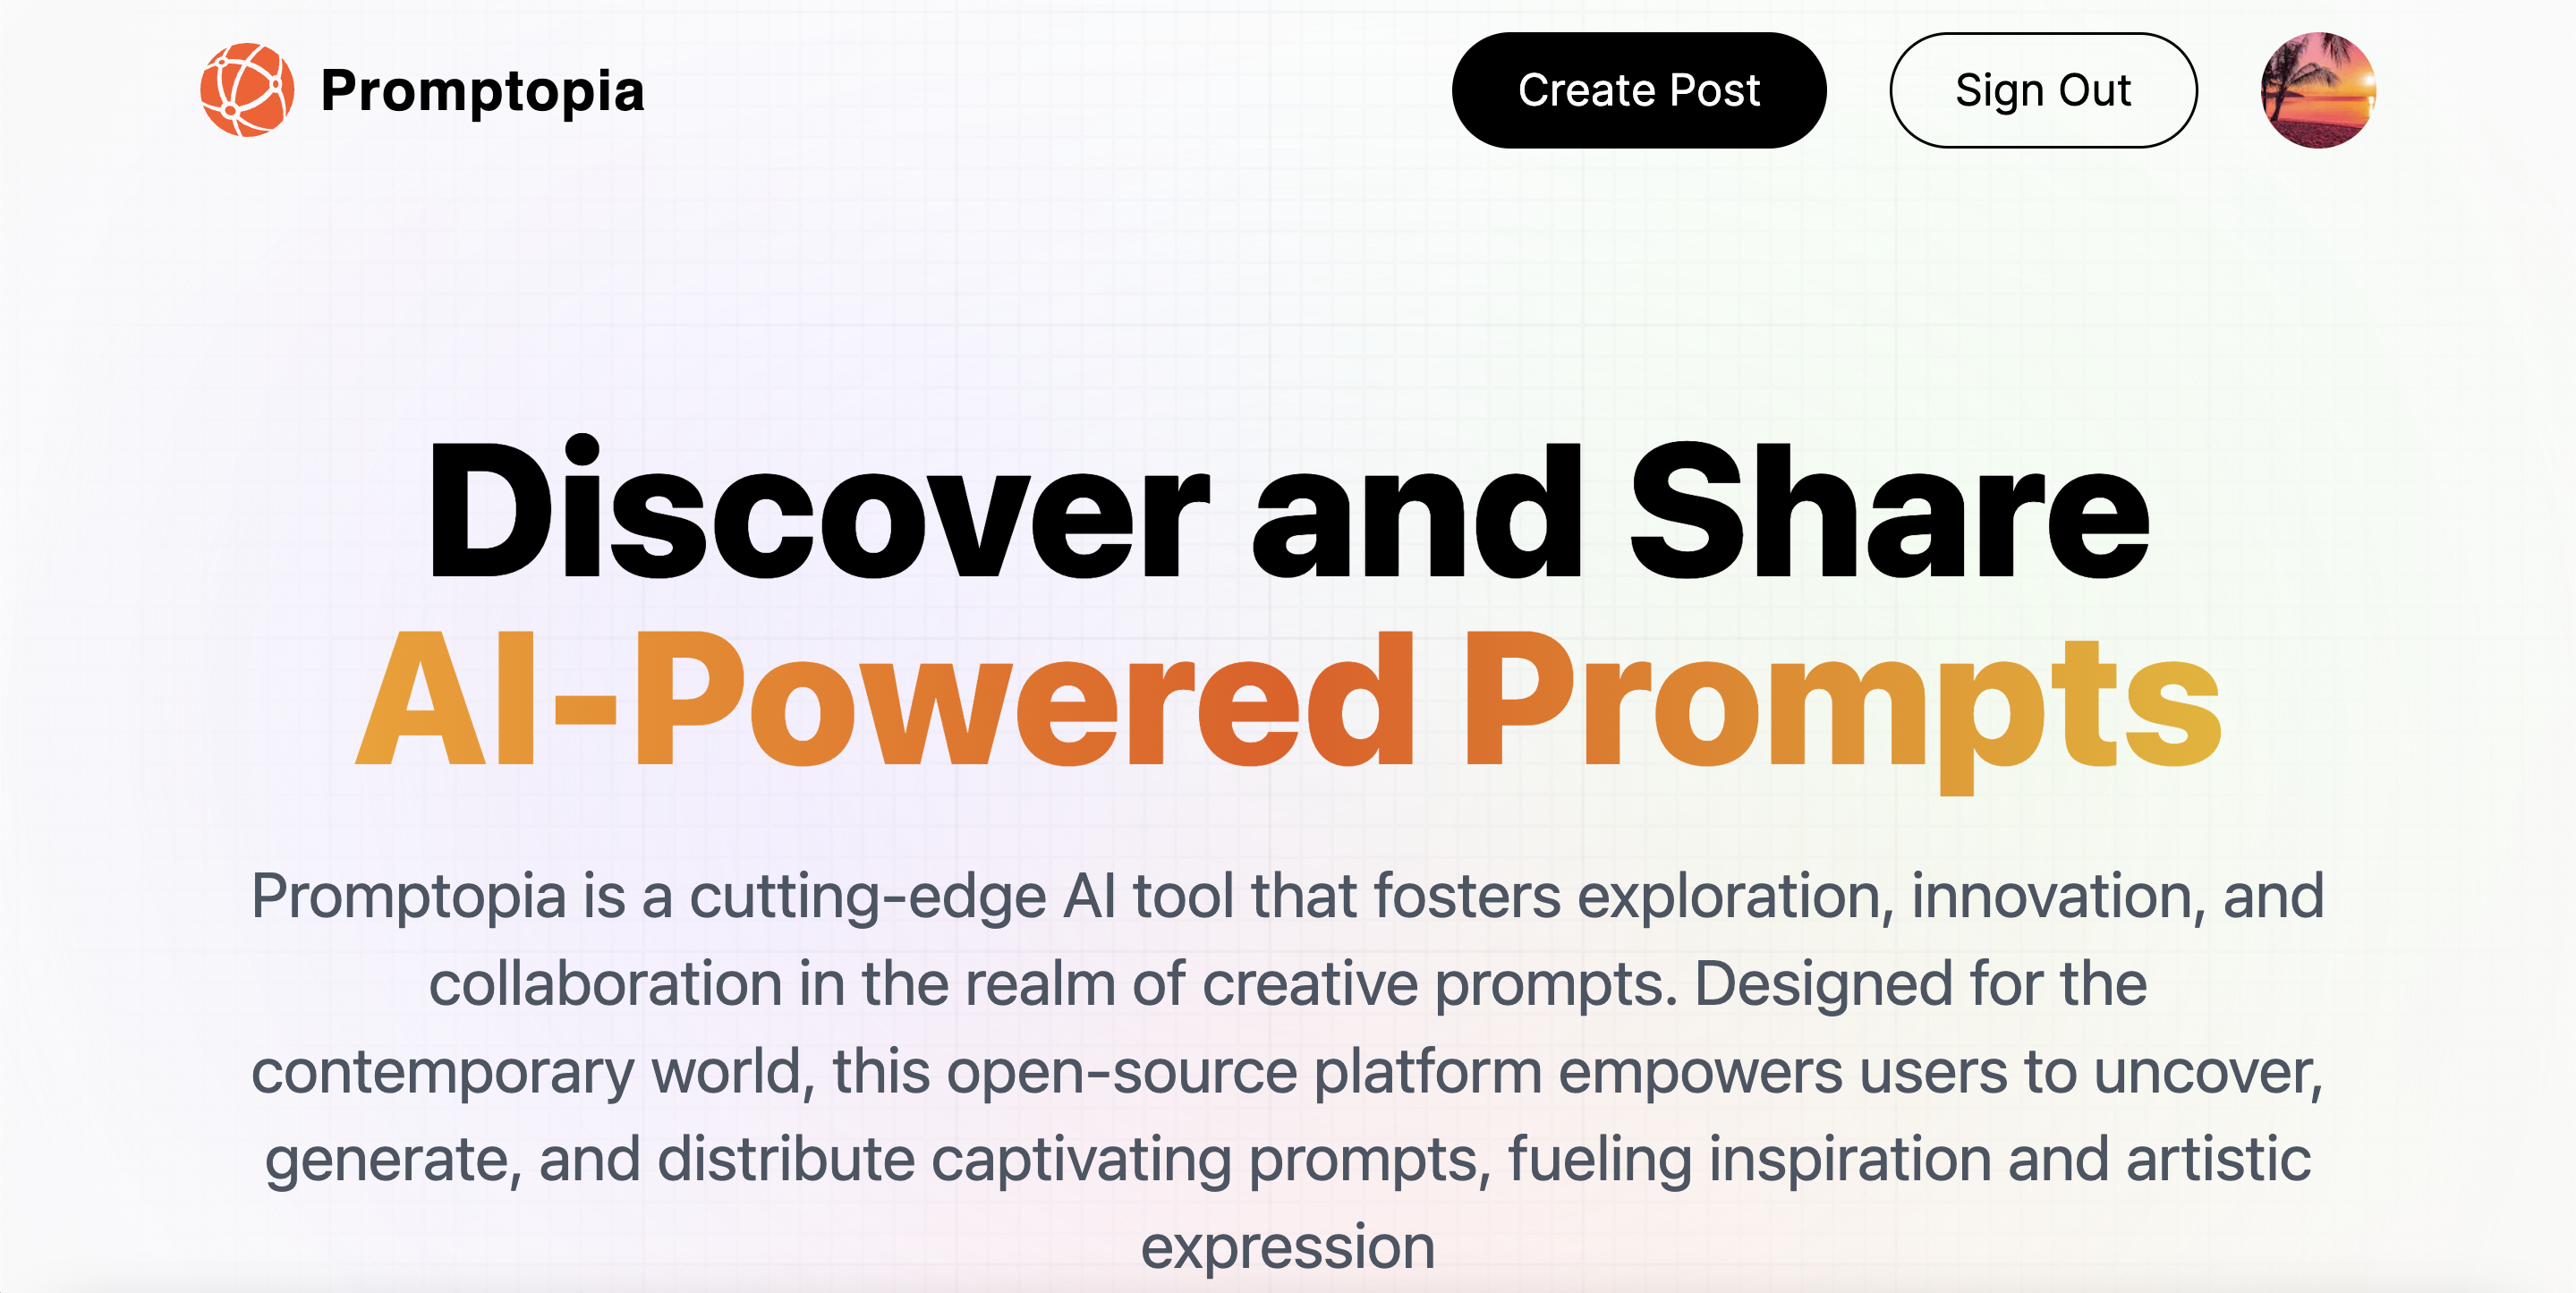 Promptopia
Create Post
Sign Out
Discover and Share
AI-Powered Prompts
Promptopia is a cutting-edge AI tool that fosters exploration, innovation, and
collaboration in the realm of creative prompts. Designed for the
contemporary world, this open-source platform empowers users to uncover,
generate, and distribute captivating prompts, fueling inspiration and artistic
expression